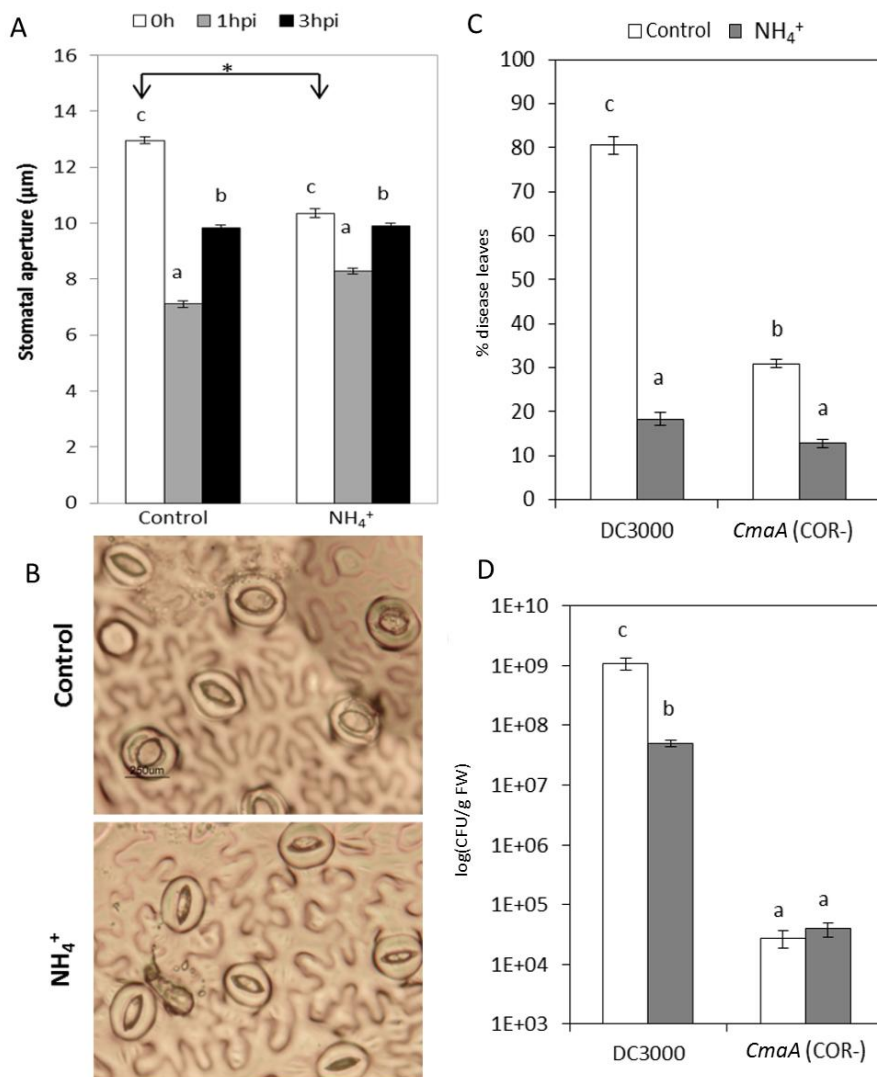 A
0h 1hpi 3hpi
Stomatal aperture (µm)
16
14
12
10
8
6
4
2
0
*
c
a
b
c
a
b
Control
NH₄⁺
B
Control
250um
NH₄⁺
C
Control NH₄⁺
% disease leaves
100
90
80
70
60
50
40
30
20
10
0
c
a
b
a
DC3000
CmaA (COR-)
D
log(CFU/g FW)
1E+10
1E+09
1E+08
1E+07
1E+06
1E+05
1E+04
1E+03
c
b
a
a
DC3000
CmaA (COR-)